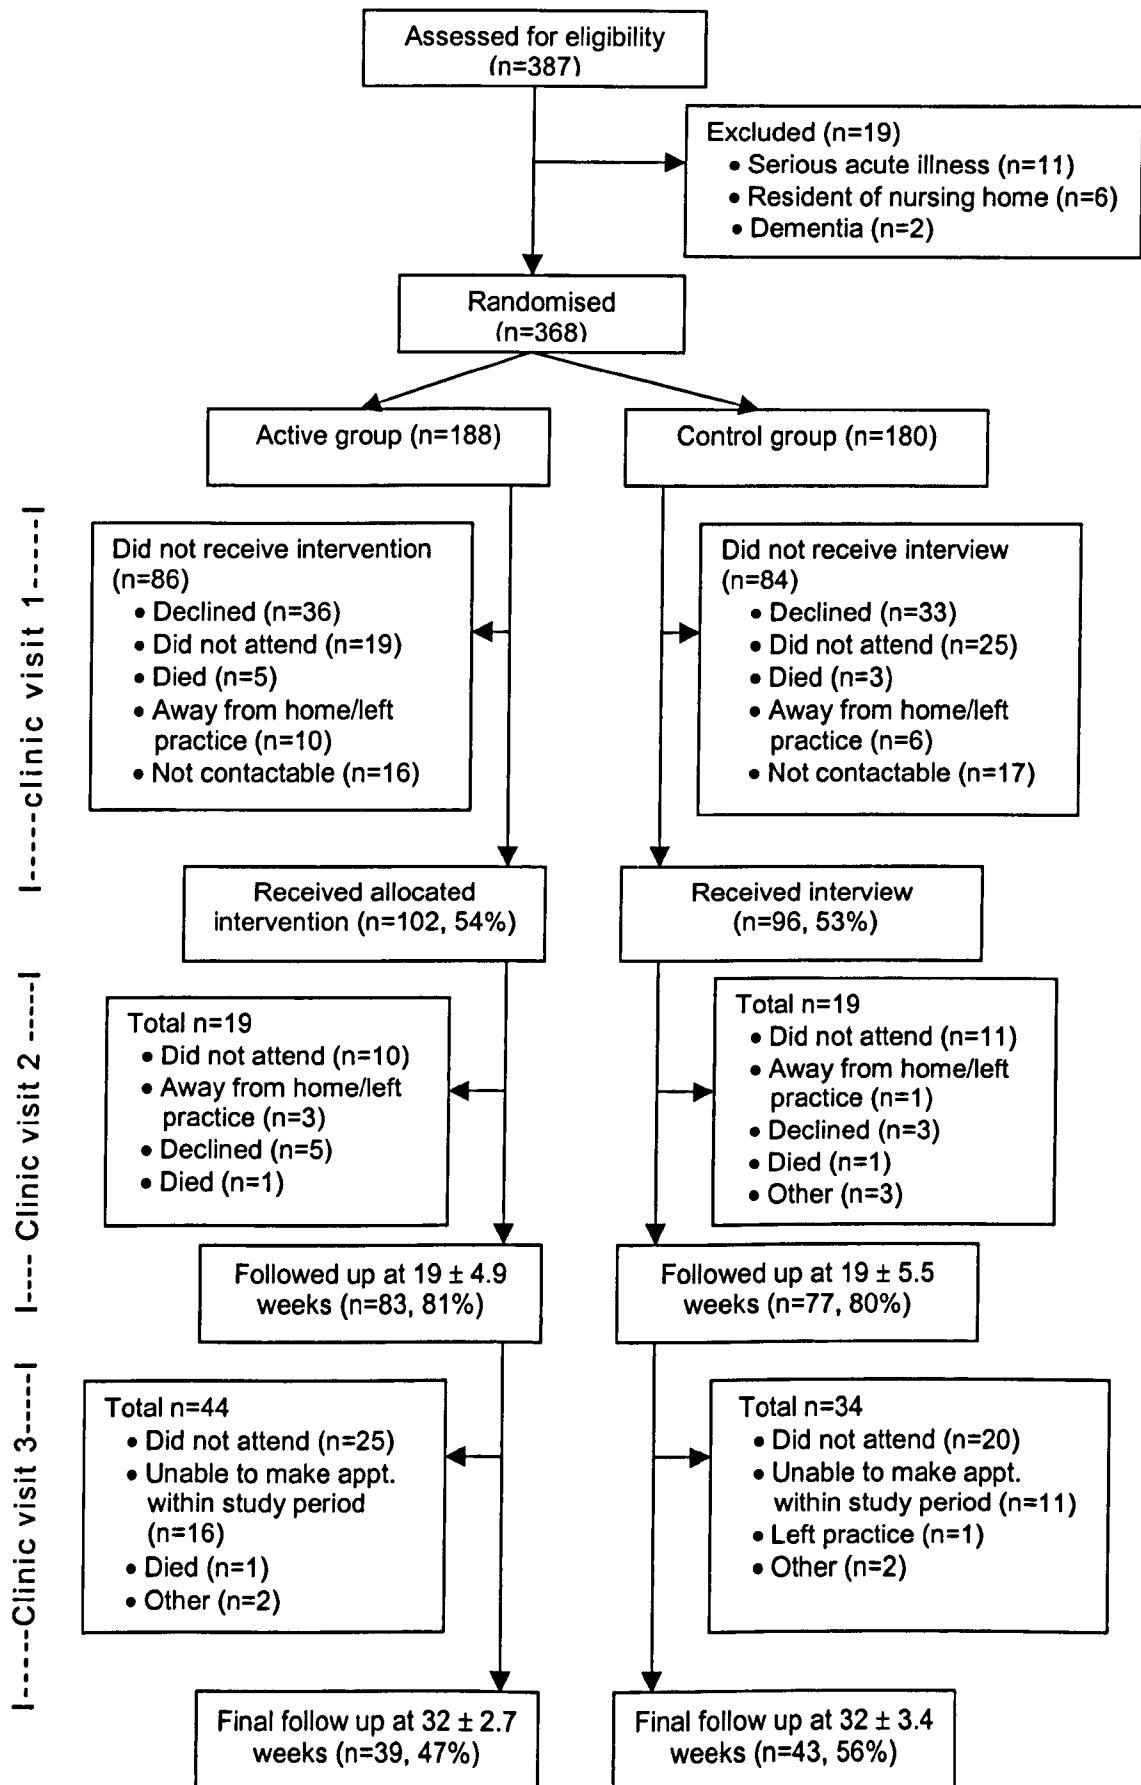 Assessed for eligibility
(n=387)
Excluded (n=19)
• Serious acute illness (n=11)
• Resident of nursing home (n=6)
• Dementia (n=2)
Randomised
(n=368)
Active group (n=188)
Control group (n=180)
I-----clinic visit 1-----I
Did not receive intervention
(n=86)
• Declined (n=36)
• Did not attend (n=19)
• Died (n=5)
• Away from home/left
practice (n=10)
• Not contactable (n=16)
Did not receive interview
(n=84)
• Declined (n=33)
• Did not attend (n=25)
• Died (n=3)
• Away from home/left
practice (n=6)
• Not contactable (n=17)
Received allocated
intervention (n=102, 54%)
Received interview
(n=96, 53%)
I---- Clinic visit 2 -----I
Total n=19
• Did not attend (n=10)
• Away from home/left
practice (n=3)
• Declined (n=5)
• Died (n=1)
Total n=19
• Did not attend (n=11)
• Away from home/left
practice (n=1)
• Declined (n=3)
• Died (n=1)
• Other (n=3)
Followed up at 19 ± 4.9
weeks (n=83, 81%)
Followed up at 19 ± 5.5
weeks (n=77, 80%)
I-----Clinic visit 3-----I
Total n=44
• Did not attend (n=25)
• Unable to make appt.
within study period
(n=16)
• Died (n=1)
• Other (n=2)
Total n=34
• Did not attend (n=20)
• Unable to make appt.
within study period (n=11)
• Left practice (n=1)
• Other (n=2)
Final follow up at 32 ± 2.7
weeks (n=39, 47%)
Final follow up at 32 ± 3.4
weeks (n=43, 56%)